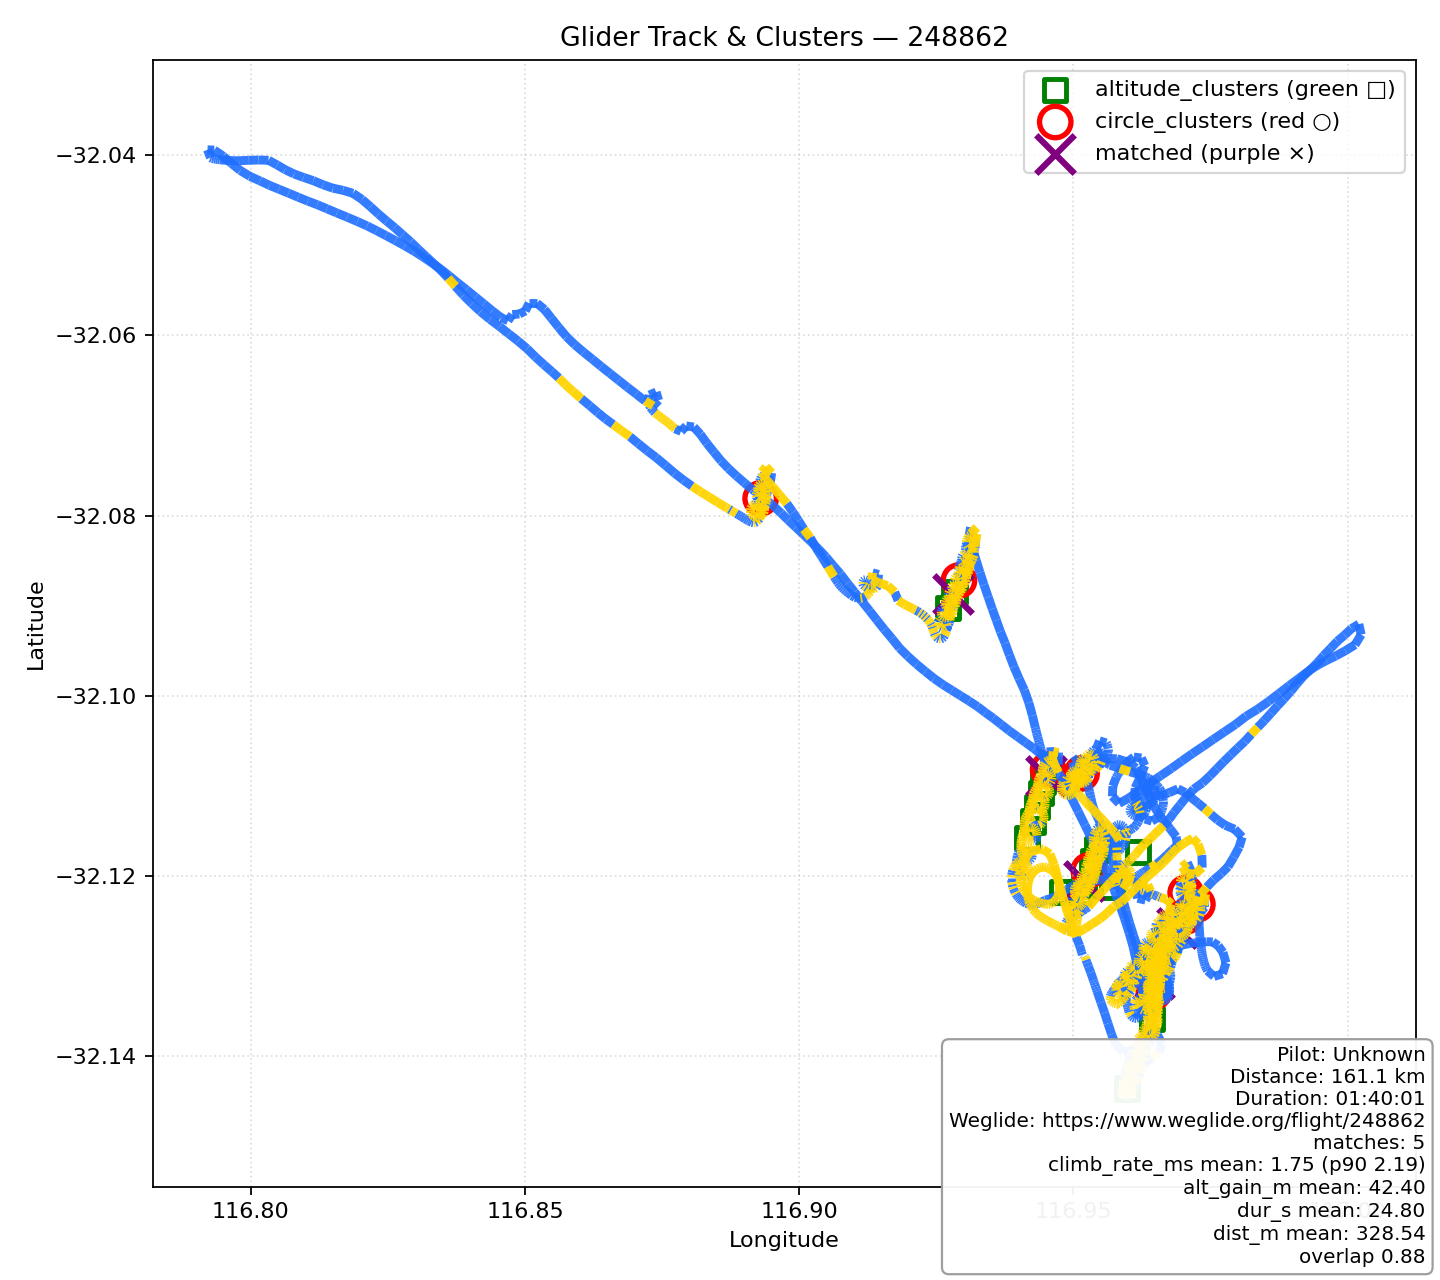 Glider Track & Clusters — 248862
altitude_clusters (green □)
circle_clusters (red ○)
matched (purple ×)
Latitude
−32.04
−32.06
−32.08
−32.10
−32.12
−32.14
116.80
116.85
116.90
116.95
Longitude
Pilot: Unknown
Distance: 161.1 km
Duration: 01:40:01
Weglide: https://www.weglide.org/flight/248862
matches: 5
climb_rate_ms mean: 1.75 (p90 2.19)
alt_gain_m mean: 42.40
dur_s mean: 24.80
dist_m mean: 328.54
overlap 0.88